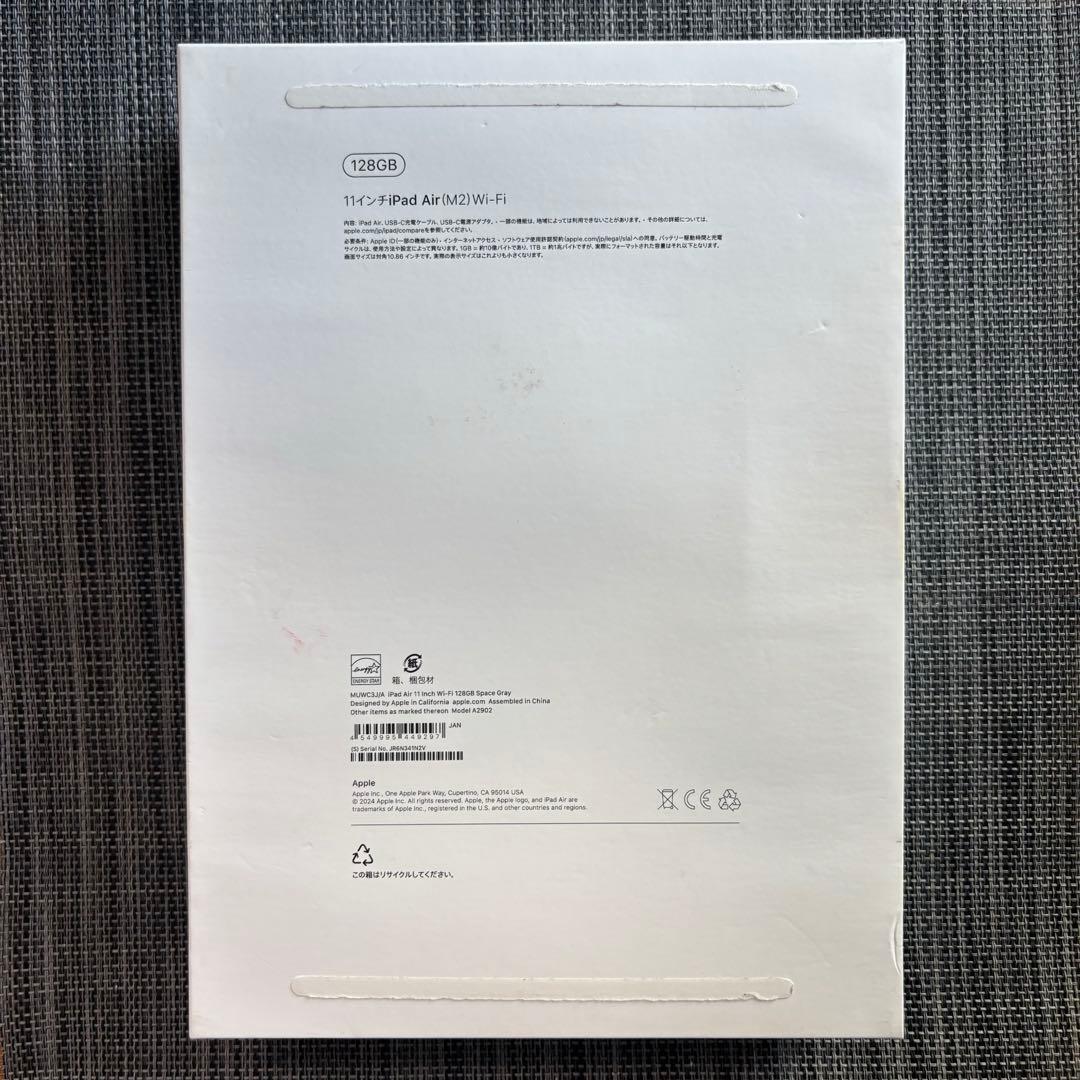 128GB
11インチiPad Air(M2)Wi-Fi
内容: iPad Air、USB-C充電ケーブル、USB-C電源アダプタ。• 一部の機能は、地域によっては利用できないことがあります。• その他の詳細については、
apple.com/jp/ipad/compareを参照してください。
必要条件: Apple ID(一部の機能のみ)・インターネットアクセス・ソフトウェア使用許諾契約(apple.com/jp/legal/sla)への同意。バッテリー駆動時間と充電
サイクルは、使用方法や設定によって異なります。1GB = 約10億バイトであり、1TB = 約1兆バイトですが、実際にフォーマットされた容量はそれ以下となります。
画面サイズは対角10.86 インチです。実際の表示サイズはこれよりも小さくなります。
energy
ENERGY STAR
紙
箱、梱包材
MUWC3J/A iPad Air 11 Inch Wi-Fi 128GB Space Gray
Designed by Apple in California apple.com Assembled in China
Other items as marked thereon Model A2902
JAN
4 549995 449297
(S) Serial No. JR6N341N2V
Apple
Apple Inc., One Apple Park Way, Cupertino, CA 95014 USA
© 2024 Apple Inc. All rights reserved. Apple, the Apple logo, and iPad Air are
trademarks of Apple Inc., registered in the U.S. and other countries and regions.
CE
この箱はリサイクルしてください。